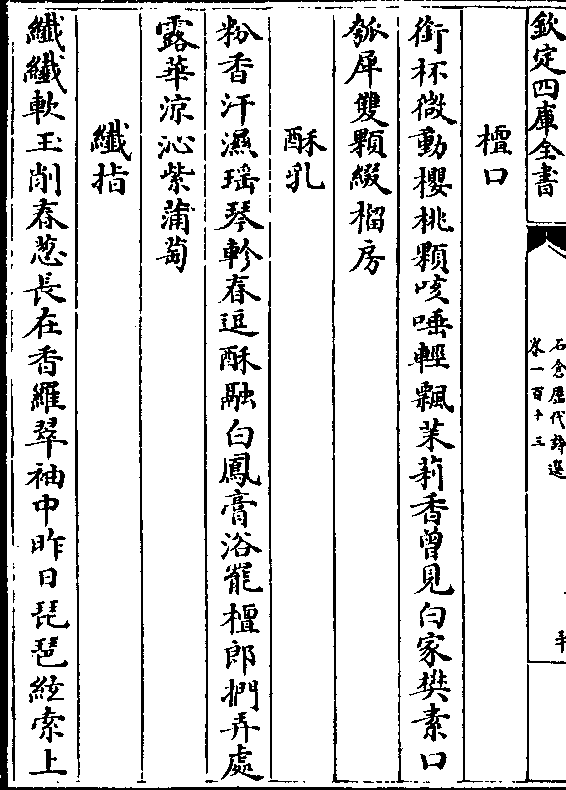 欽定四庫全書
石倉歷代詩選
卷一百十三
檀口
銜杯微動櫻桃顆咳唾輕飄茉莉香曾見白家樊素口
瓠犀雙顆綴榴房
酥乳
粉香汗濕瑶琴軫春逗酥融白鳳膏浴罷檀郎捫弄處
露華涼沁紫葡萄
纖指
纖纖軟玉削春葱長在香羅翠袖中昨日琵琶絃索上